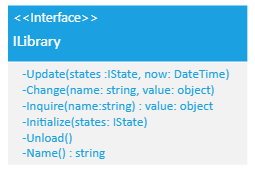 <<Interface>>
ILibrary
-Update(states :IState, now: DateTime)
-Change(name: string, value: object)
-Inquire(name:string) : value: object
-Initialize(states: IState)
-Unload()
-Name() : string